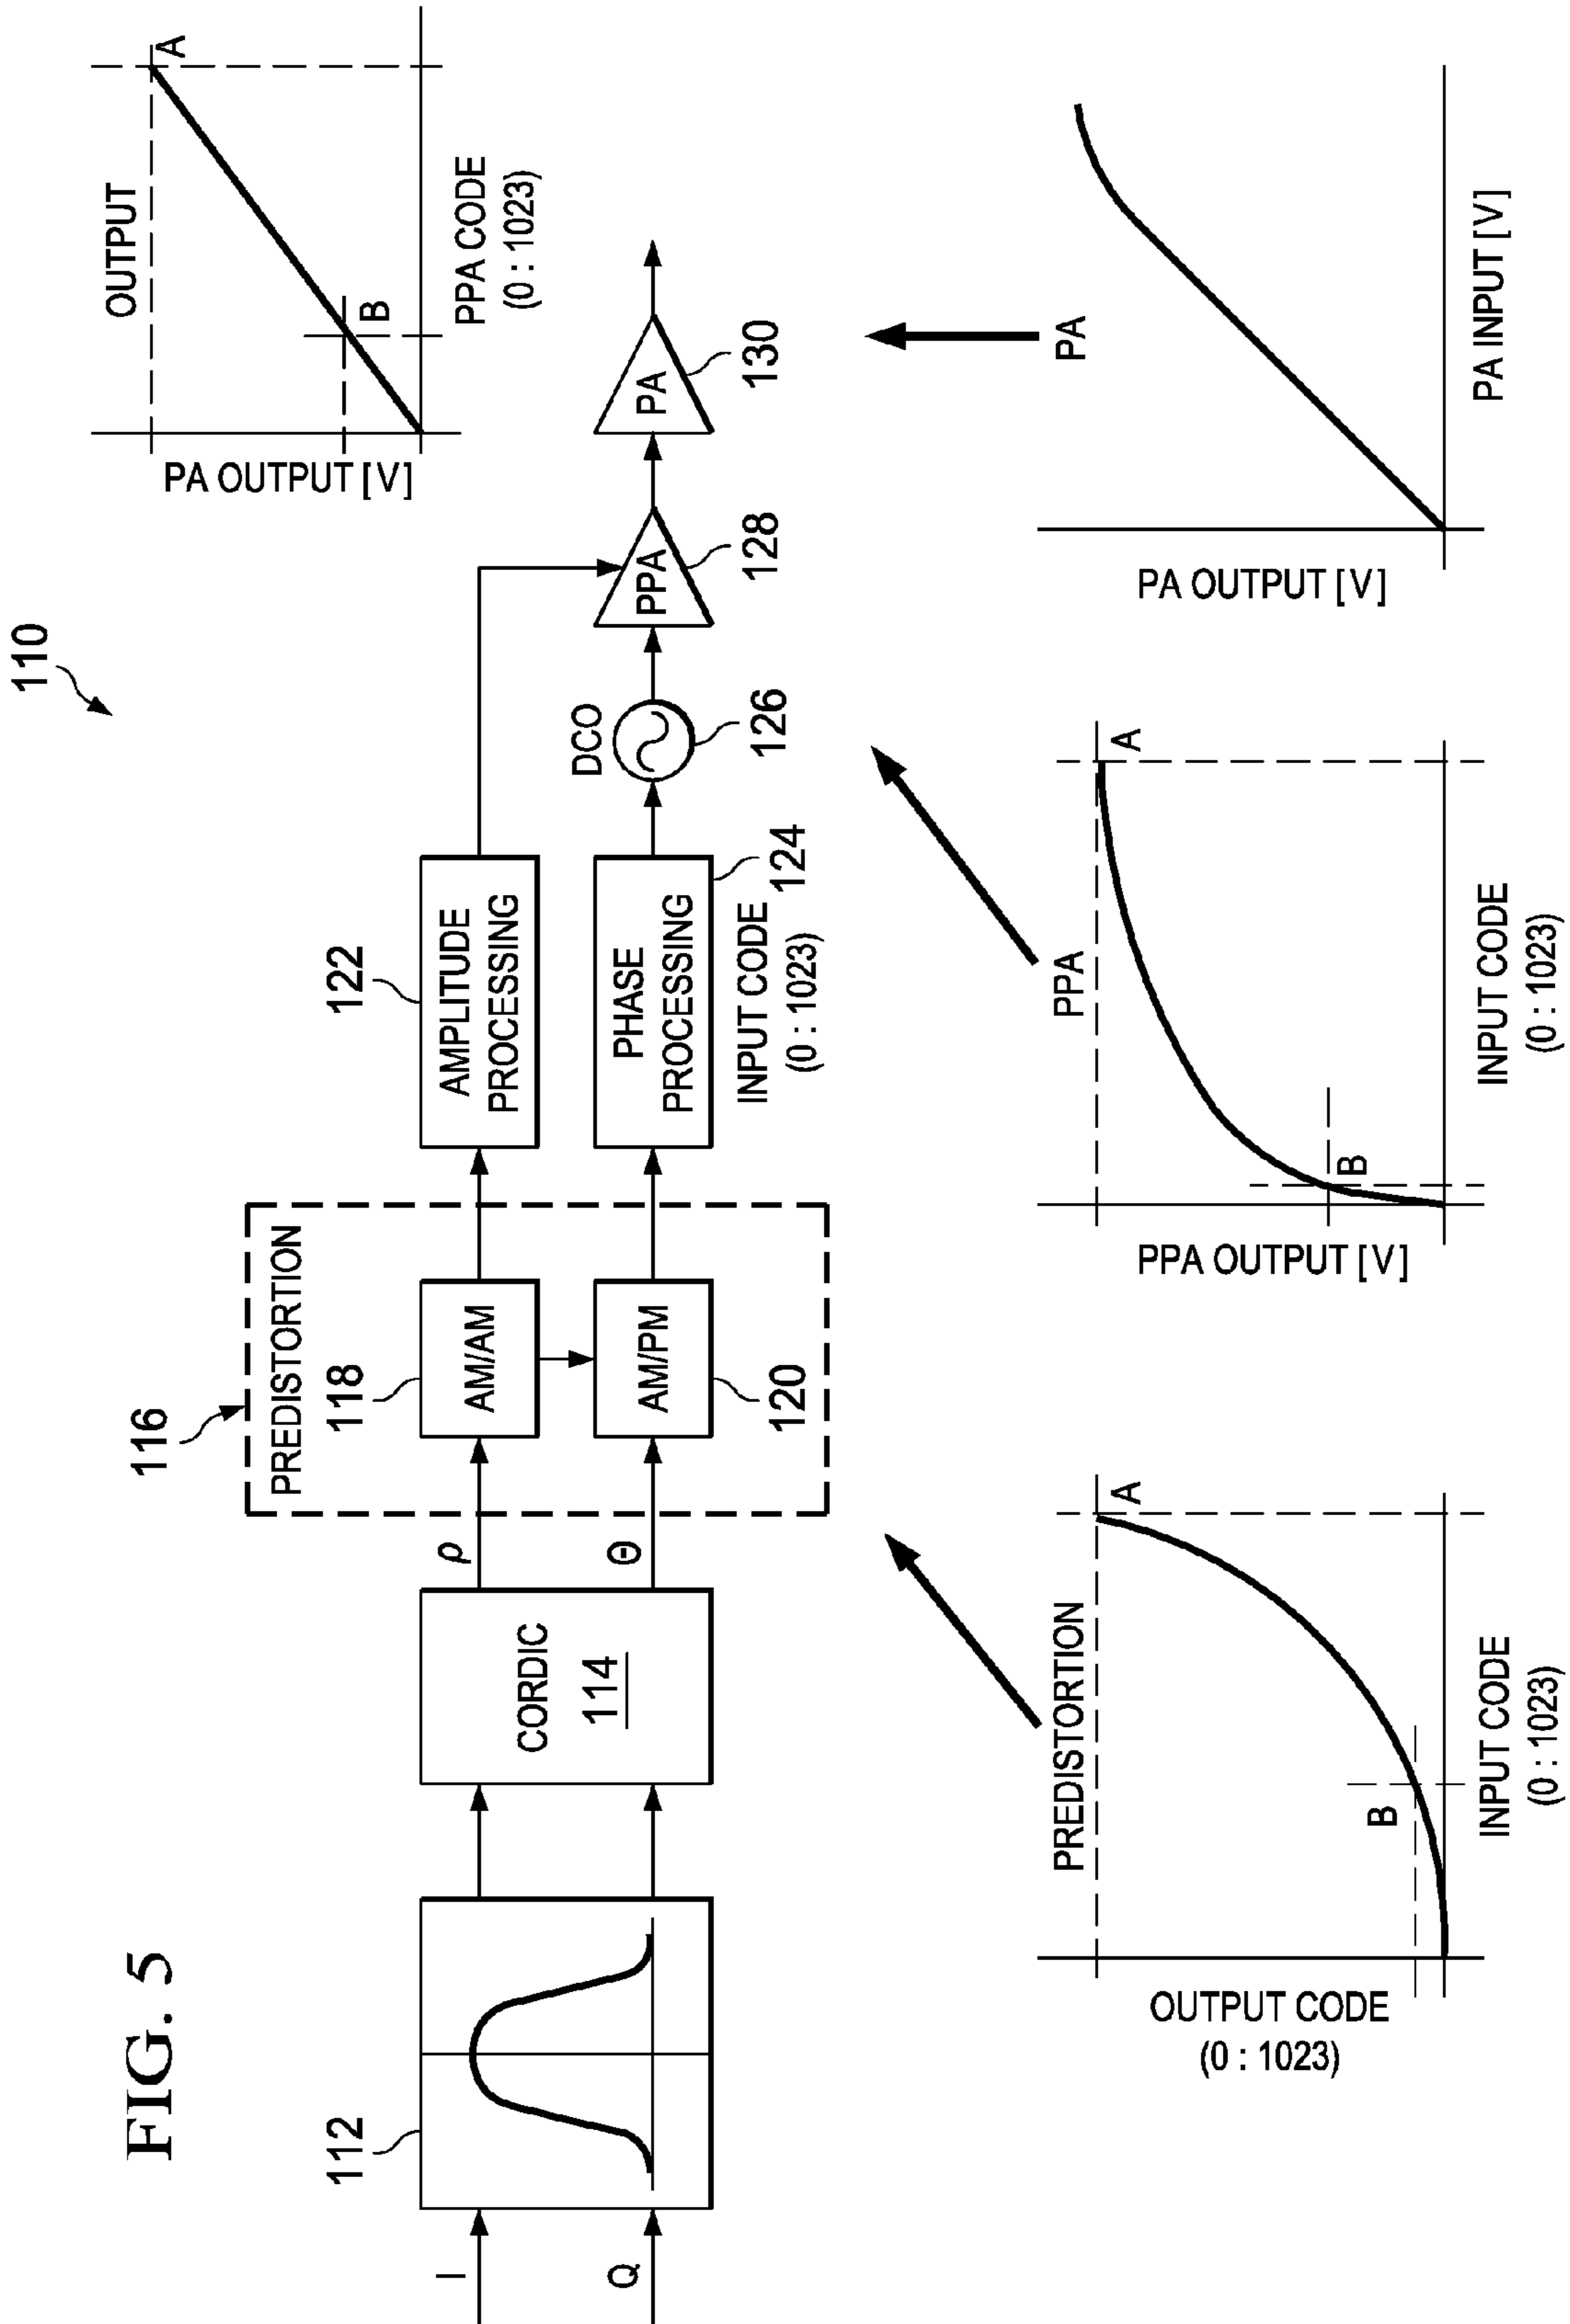 FIG. 5
110
I
Q
112
CORDIC
114
ρ
Θ
116
PREDISTORTION
118
AM/AM
AM/PM
120
122
AMPLITUDE
PROCESSING
PHASE
PROCESSING
124
INPUT CODE
(0 : 1023)
DCO
126
PPA
128
PA
130
OUTPUT
A
B
PA OUTPUT [V]
PPA CODE
(0 : 1023)
PREDISTORTION
A
B
OUTPUT CODE
(0 : 1023)
INPUT CODE
(0 : 1023)
PPA
A
B
PPA OUTPUT [V]
INPUT CODE
(0 : 1023)
PA
PA OUTPUT [V]
PA INPUT [V]